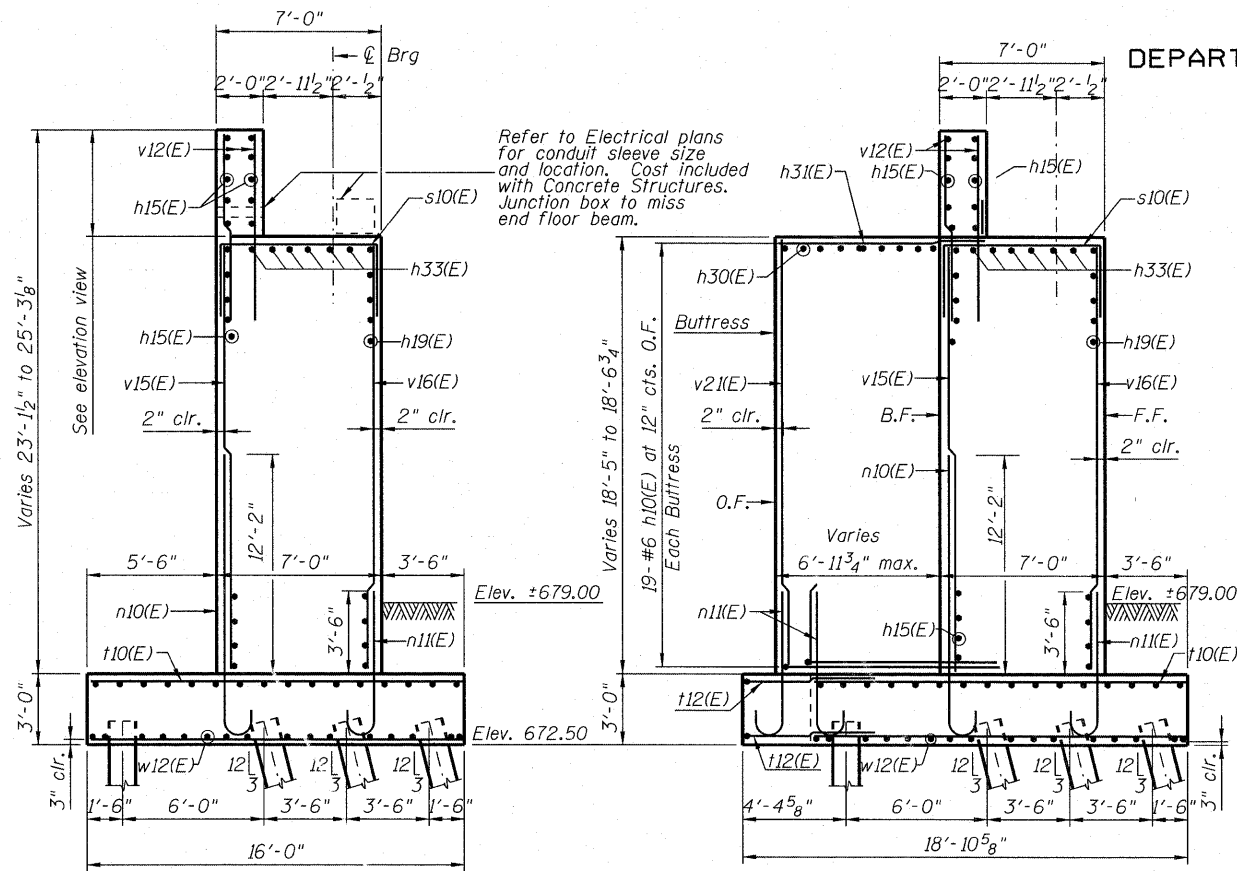 7'-0"
℄ Brg
2'-0"
2'-11½"
2'-½"
v12(E)
h15(E)
Refer to Electrical plans
for conduit sleeve size
and location. Cost included
with Concrete Structures.
Junction box to miss
end floor beam.
s10(E)
h33(E)
h15(E)
h19(E)
v15(E)
v16(E)
2" clr.
2" clr.
Varies 23'-1½" to 25'-3⅛"
See elevation view
12'-2"
5'-6"
7'-0"
3'-6"
Elev. ±679.00
n10(E)
3'-6"
n11(E)
t10(E)
3'-0"
Elev. 672.50
3" clr.
w12(E)
12
3
12
3
12
3
1'-6"
6'-0"
3'-6"
3'-6"
1'-6"
16'-0"
DEPART
7'-0"
2'-0"
2'-11½"
2'-½"
v12(E)
h15(E)
h15(E)
h31(E)
s10(E)
h30(E)
h33(E)
Buttress
h19(E)
v21(E)
v15(E)
v16(E)
2" clr.
B.F.
F.F.
2" clr.
n10(E)
O.F.
Varies 18'-5" to 18'-6¾"
19-#6 h10(E) at 12" cts. O.F.
Each Buttress
12'-2"
Varies
6'-11¾" max.
7'-0"
3'-6"
Elev. ±679.00
n11(E)
h15(E)
3'-6"
n11(E)
t10(E)
3'-0"
t12(E)
t12(E)
w12(E)
12
3
12
3
12
3
3" clr.
4'-4⅝"
6'-0"
3'-6"
3'-6"
1'-6"
18'-10⅝"